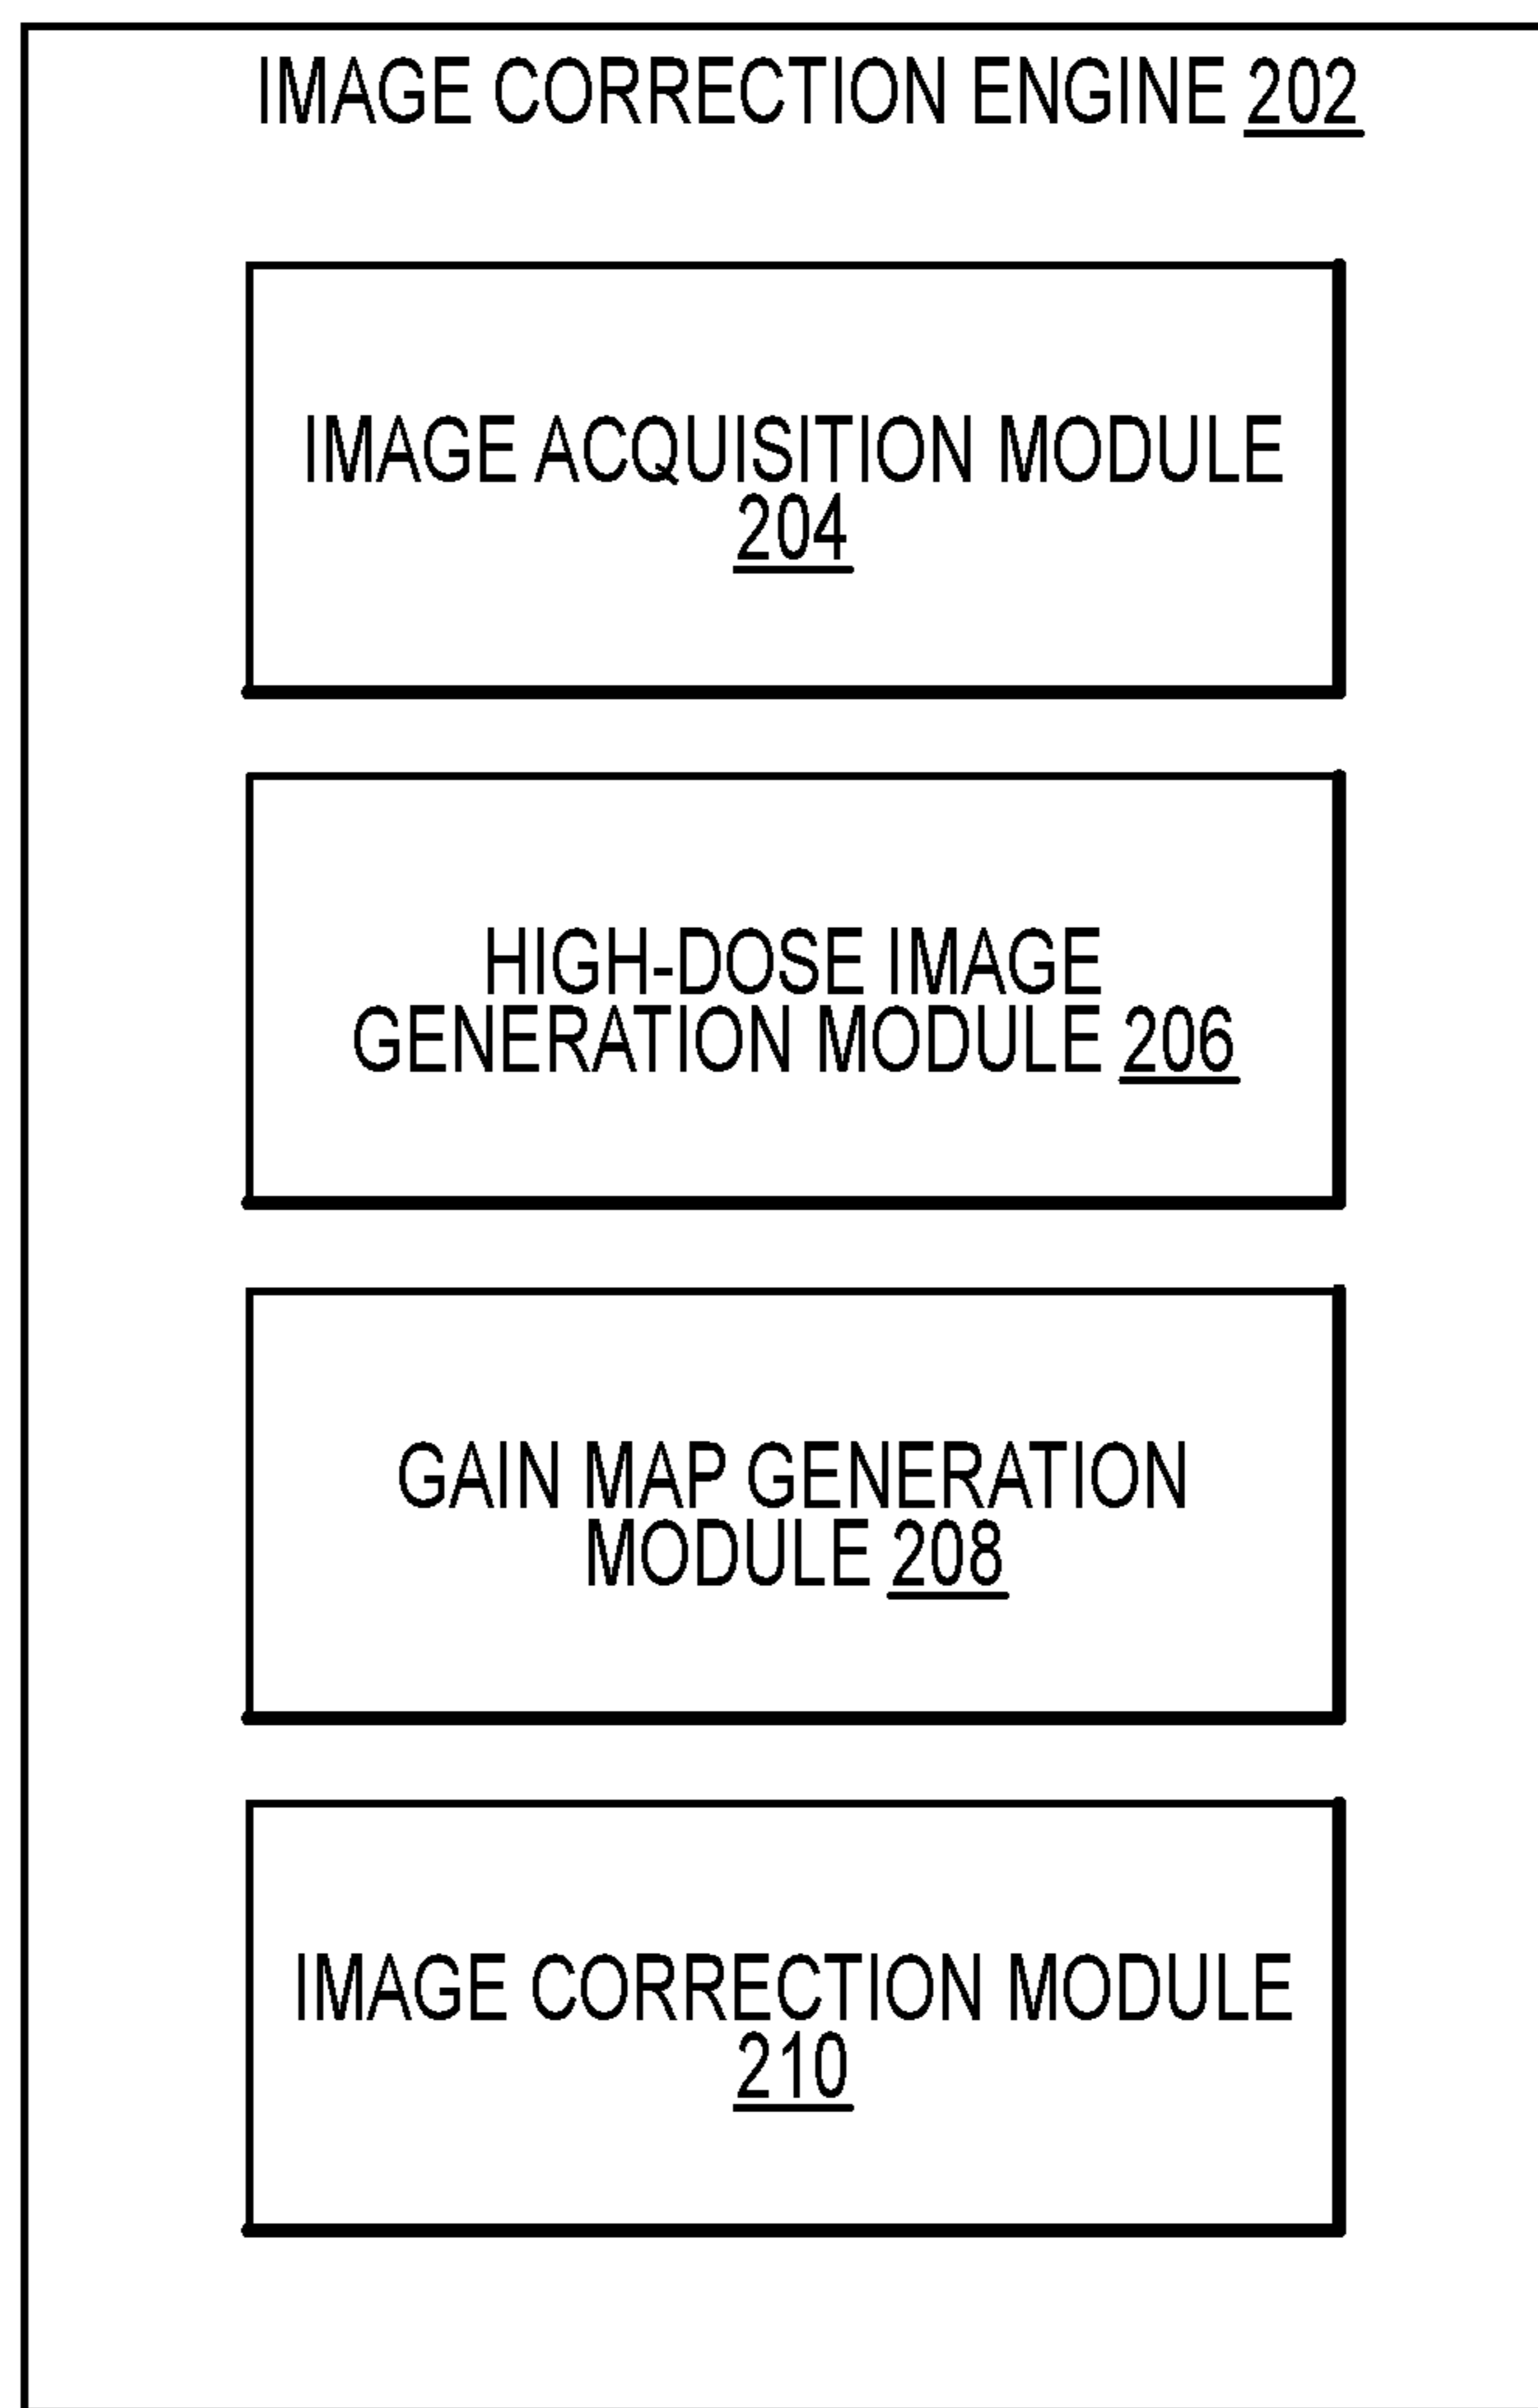 IMAGE CORRECTION ENGINE 202
IMAGE ACQUISITION MODULE
204
HIGH-DOSE IMAGE
GENERATION MODULE 206
GAIN MAP GENERATION
MODULE 208
IMAGE CORRECTION MODULE
210